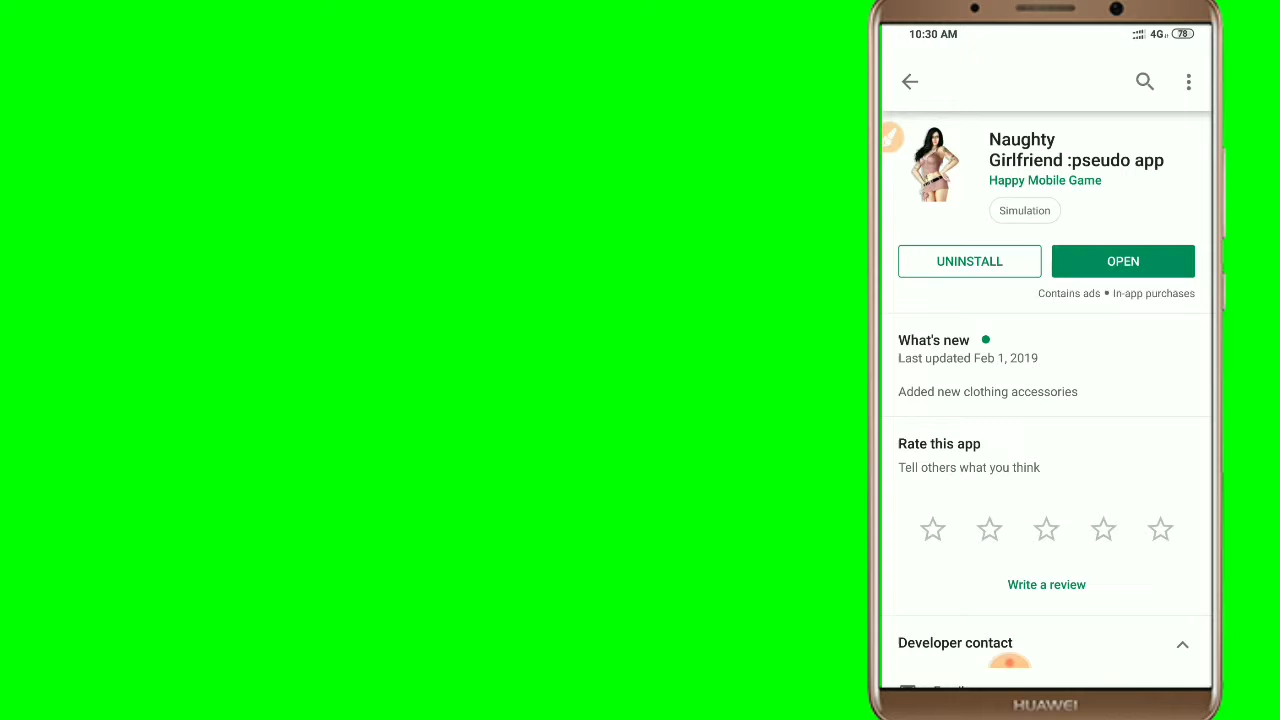 10:30 AM
4G
78
Naughty
Girlfriend :pseudo app
Happy Mobile Game
Simulation
UNINSTALL
OPEN
Contains ads • In-app purchases
What's new
Last updated Feb 1, 2019
Added new clothing accessories
Rate this app
Tell others what you think
Write a review
Developer contact
HUAWEI